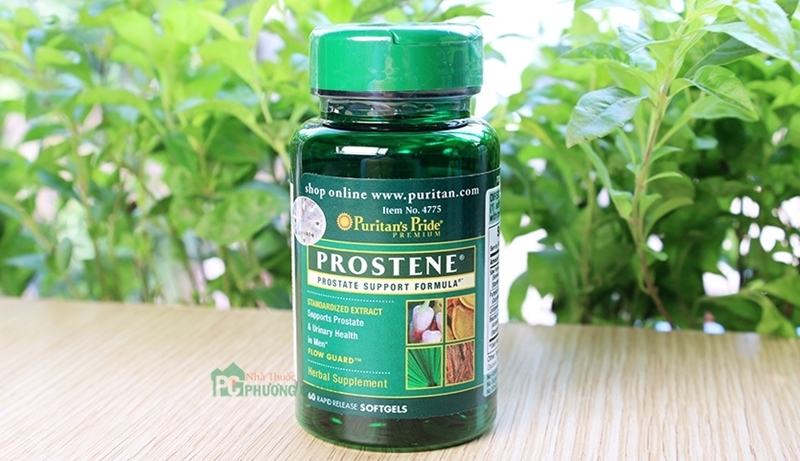 shop online www.puritan.com
Item No. 4775
Puritan's Pride®
PREMIUM
PROSTENE®
PROSTATE SUPPORT FORMULA®*
STANDARDIZED EXTRACT
Supports Prostate
& Urinary Health
in Men*
FLOW GUARD™
Herbal Supplement
60 RAPID RELEASE SOFTGELS
Nhà Thuốc
PG PHƯƠNG